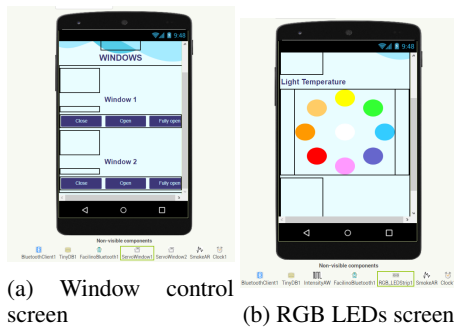 9:48
WINDOWS
Window 1
Close Open Fully open
Window 2
Close Open Fully open
Non-visible components
BluetoothClient1 TinyDB1 FacilinoBluetooth1 ServoWindow1 ServoWindow2 SmokeAR Clock1
(a) Window control
screen
9:48
Light Temperature
Non-visible components
BluetoothClient1 TinyDB1 IntensityAW FacilinoBluetooth1 RGB_LEDStrip1 SmokeAR Clock
(b) RGB LEDs screen